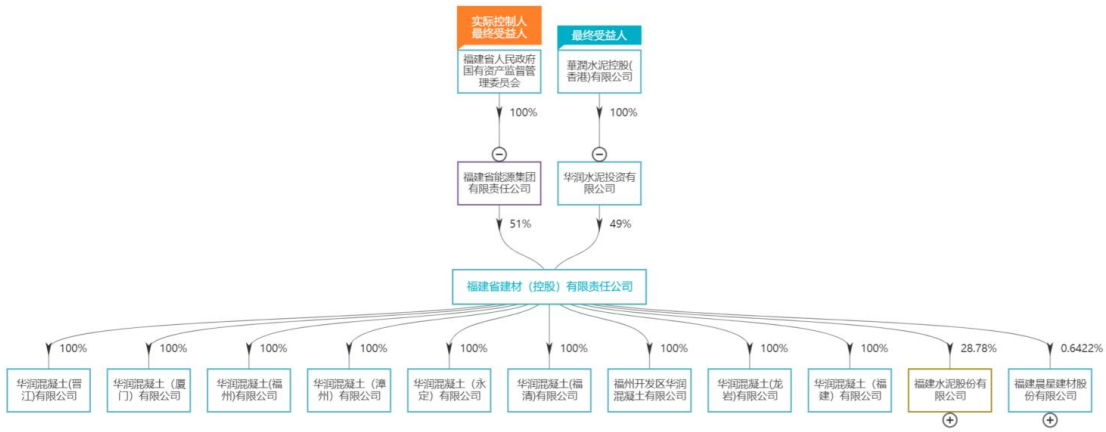 实际控制人
最终受益人
最终受益人
福建省人民政府
国有资产监督管
理委员会
華潤水泥控股(
香港)有限公司
100%
100%
福建省能源集团
有限责任公司
华润水泥投资有
限公司
51%
49%
福建省建材（控股）有限责任公司
100%
100%
100%
100%
100%
100%
100%
100%
100%
28.78%
0.6422%
华润混凝土(晋
江)有限公司
华润混凝土（厦
门）有限公司
华润混凝土(福
州)有限公司
华润混凝土（漳
州）有限公司
华润混凝土（永
定）有限公司
华润混凝土(福
清)有限公司
福州开发区华润
混凝土有限公司
华润混凝土(龙
岩)有限公司
华润混凝土（福
建）有限公司
福建水泥股份有
限公司
福建晨星建材股
份有限公司